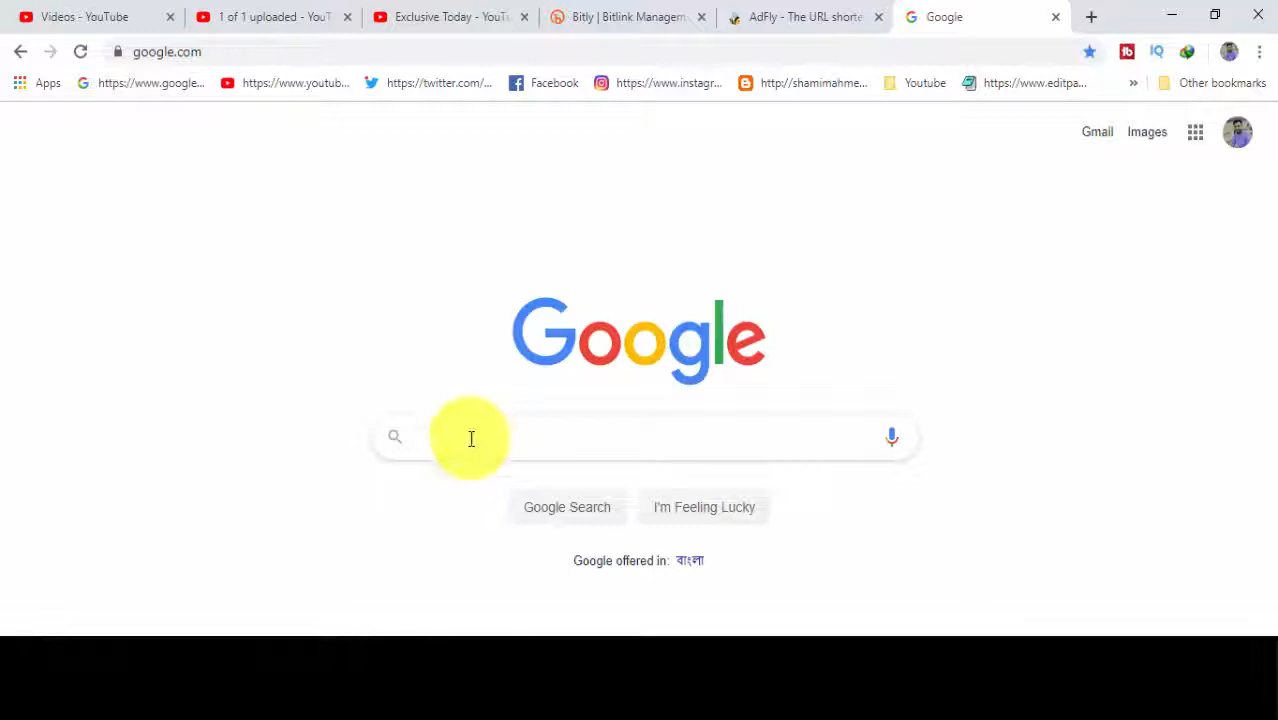 Videos - YouTube
1 of 1 uploaded - YouT
Exclusive Today - YouTu
Bitly | Bitlink Managem
AdFly - The URL shorte
Google
google.com
Apps
https://www.google...
https://www.youtub...
https://twitter.com/...
Facebook
https://www.instagr...
http://shamimahme...
Youtube
https://www.editpa...
Other bookmarks
Gmail
Images
Google
Google Search
I'm Feeling Lucky
Google offered in: বাংলা